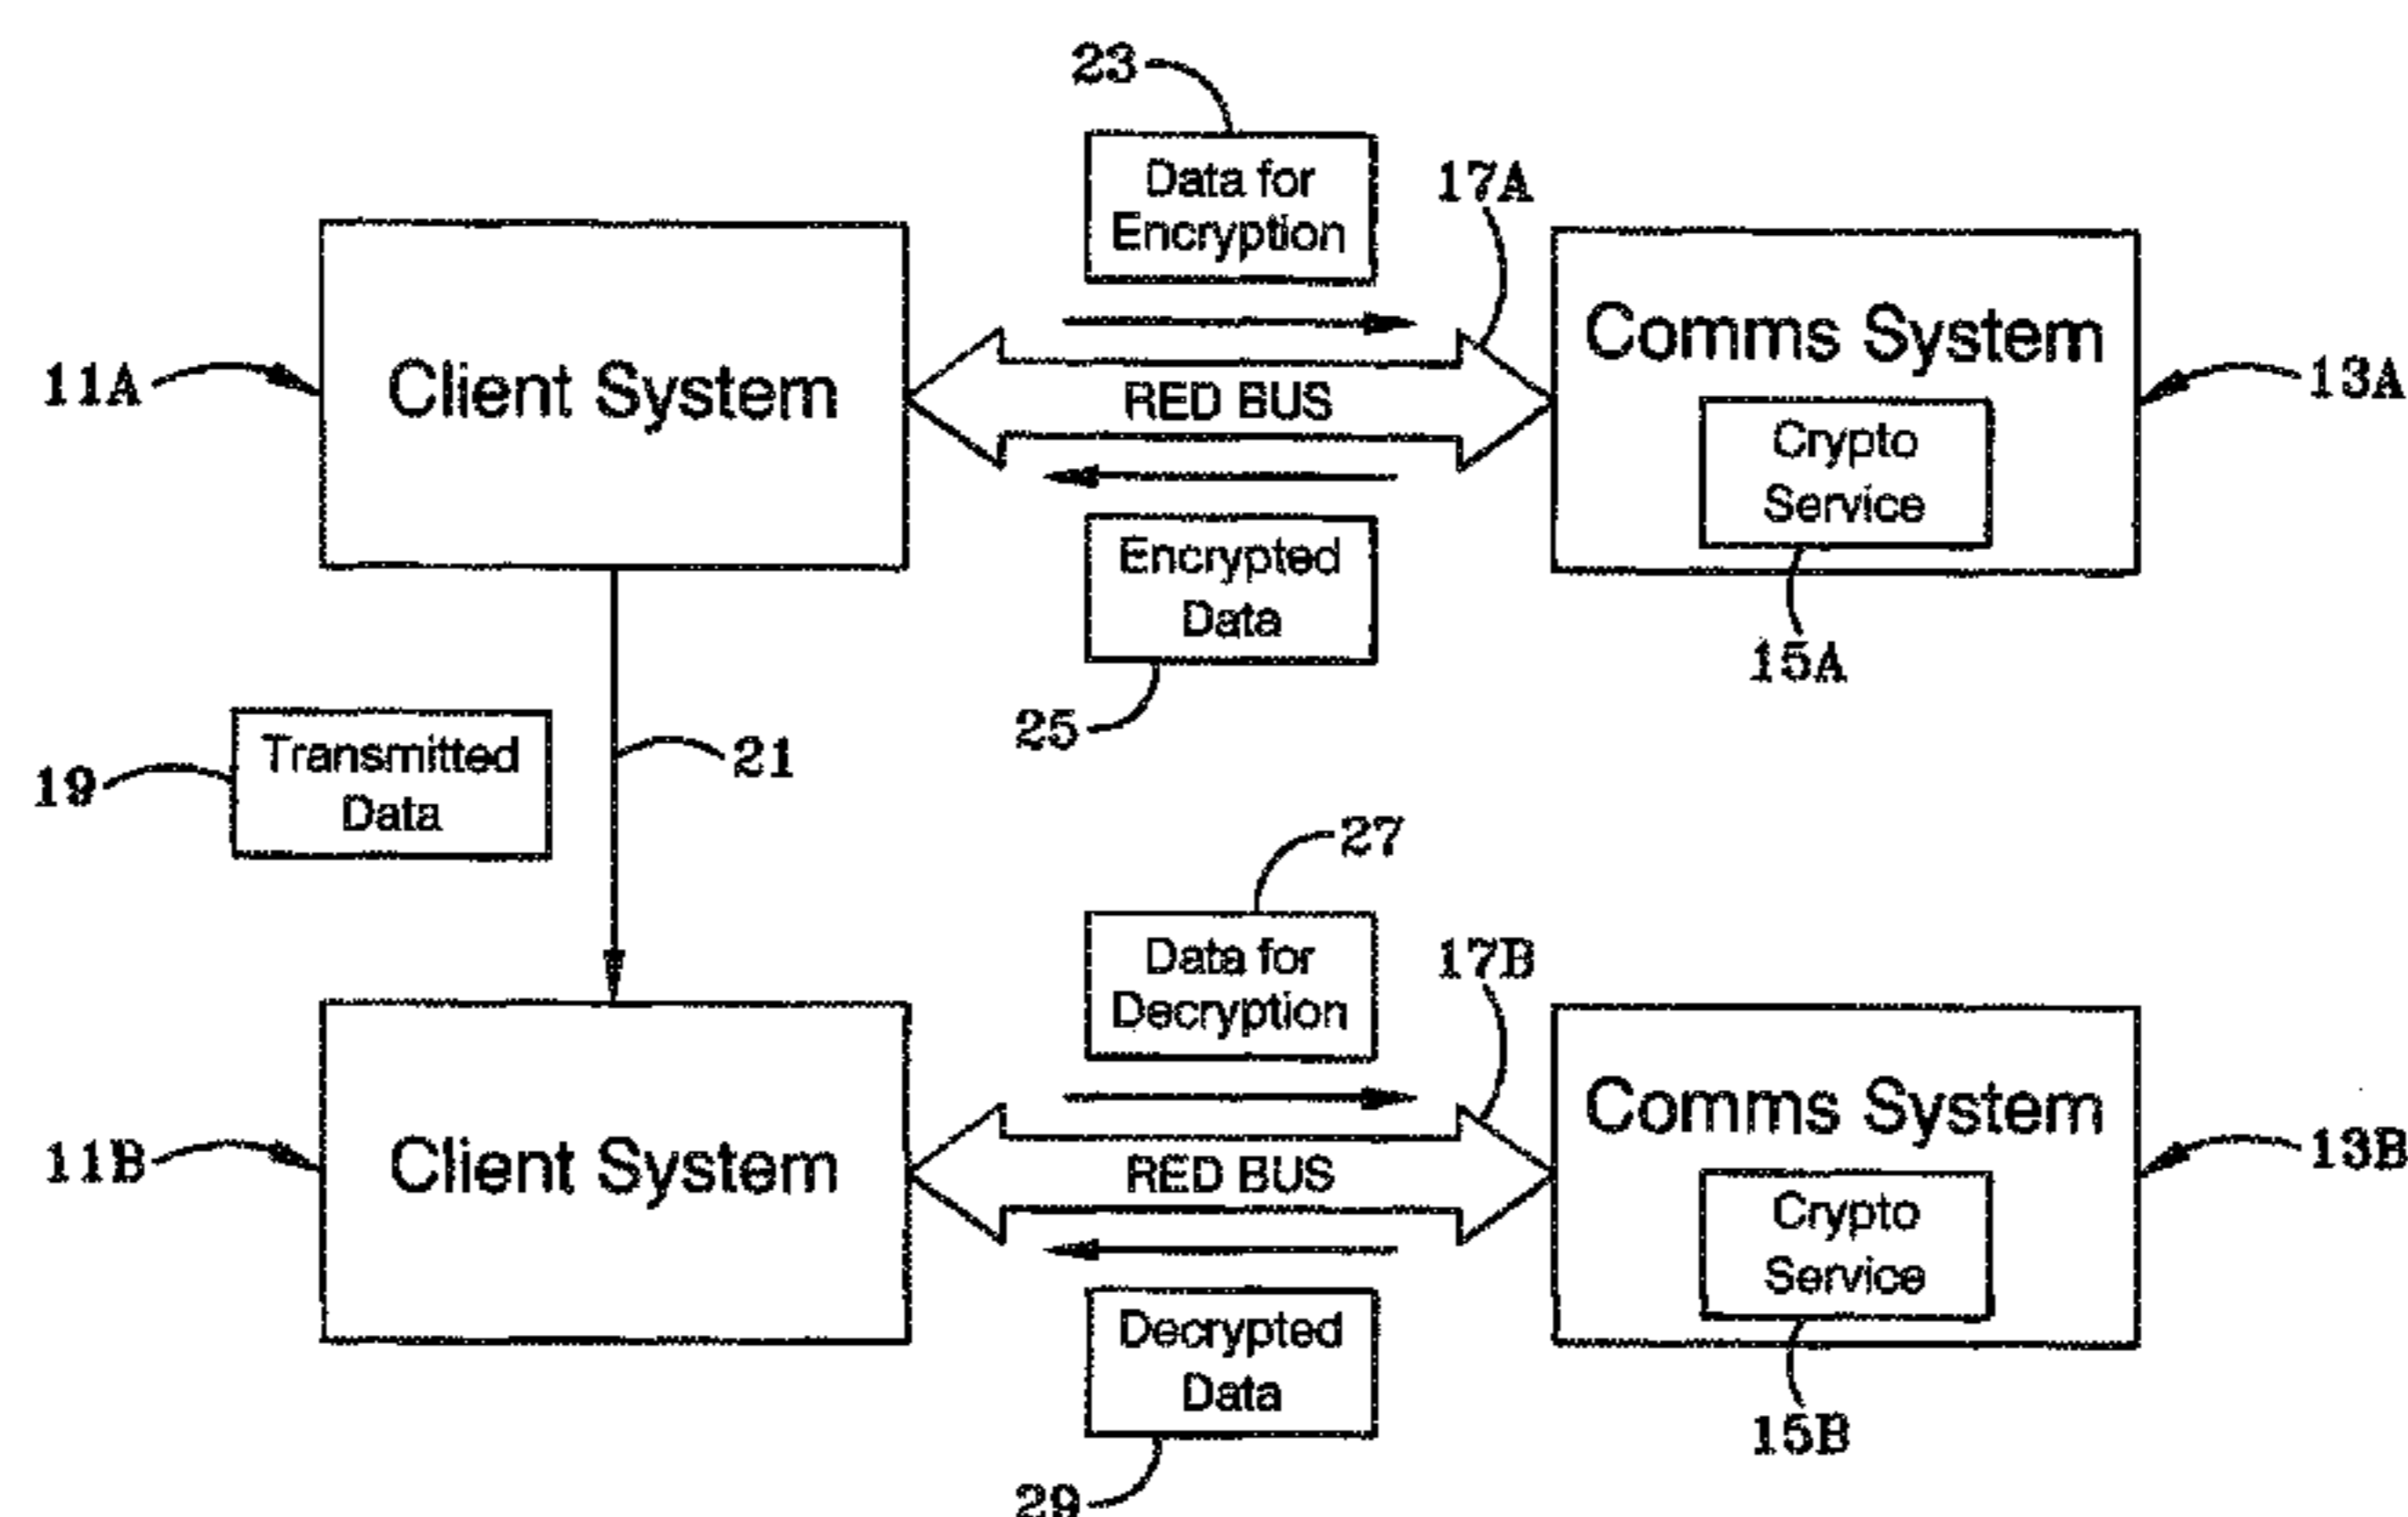 23
Data for
Encryption
17A
11A
Client System
RED BUS
Comms System
13A
Crypto
Service
Encrypted
Data
15A
25
19
Transmitted
Data
21
27
Data for
Decryption
17B
11B
Client System
RED BUS
Comms System
13B
Crypto
Service
Decrypted
Data
15B
29